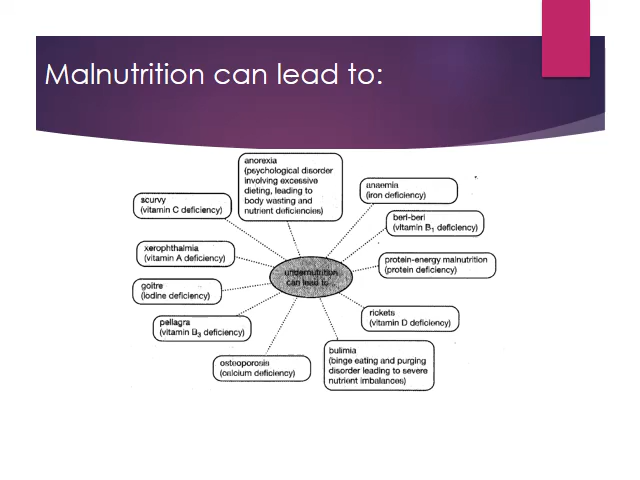 Malnutrition can lead to:
anorexia
(psychological disorder
involving excessive
dieting, leading to
body wasting and
nutrient deficiencies)
anaemia
(iron deficiency)
scurvy
(vitamin C deficiency)
beri-beri
(vitamin B1 deficiency)
xerophthalmia
(vitamin A deficiency)
protein-energy malnutrition
(protein deficiency)
undernutrition
can lead to ...
goitre
(iodine deficiency)
rickets
(vitamin D deficiency)
pellagra
(vitamin B3 deficiency)
bulimia
(binge eating and purging
disorder leading to severe
nutrient imbalances)
osteoporosis
(calcium deficiency)